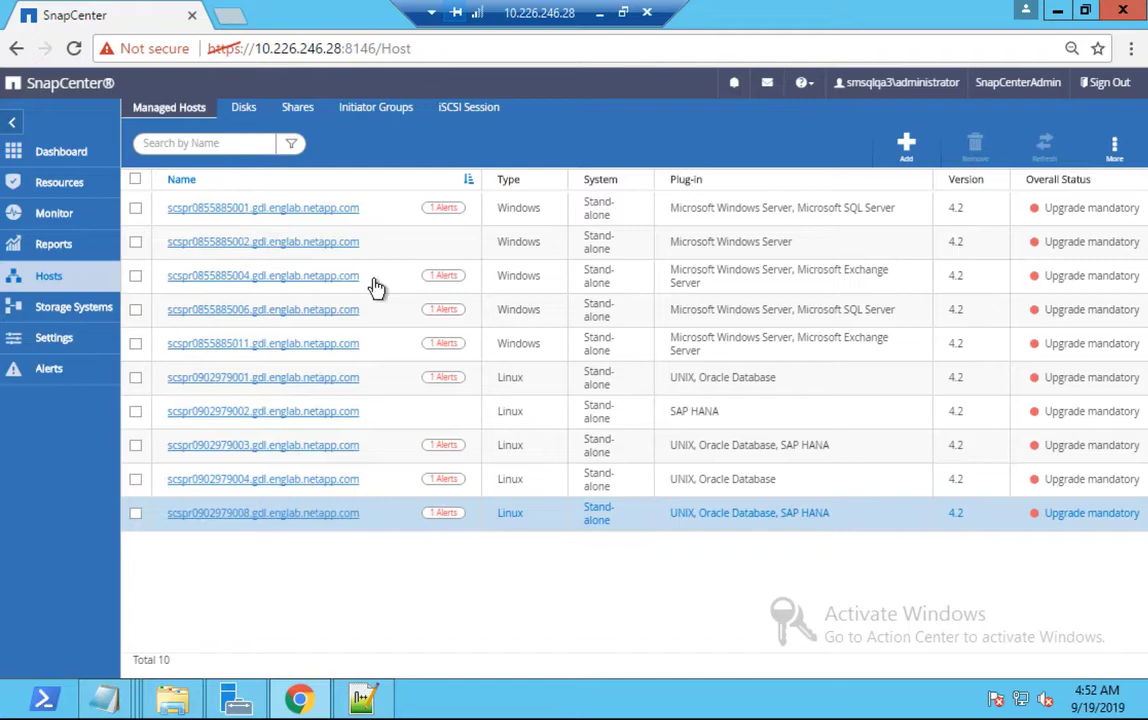 SnapCenter
10.226.246.28
Not secure https://10.226.246.28:8146/Host
SnapCenter® smsqlqa3\administrator SnapCenterAdmin Sign Out
Managed Hosts Disks Shares Initiator Groups iSCSI Session
Search by Name Add Remove Refresh More
Dashboard
Resources
Monitor
Reports
Hosts
Storage Systems
Settings
Alerts
Name Type System Plug-in Version Overall Status
scspr0855885001.gdl.englab.netapp.com 1 Alerts Windows Stand-alone Microsoft Windows Server, Microsoft SQL Server 4.2 Upgrade mandatory
scspr0855885002.gdl.englab.netapp.com Windows Stand-alone Microsoft Windows Server 4.2 Upgrade mandatory
scspr0855885004.gdl.englab.netapp.com 1 Alerts Windows Stand-alone Microsoft Windows Server, Microsoft Exchange Server 4.2 Upgrade mandatory
scspr0855885006.gdl.englab.netapp.com 1 Alerts Windows Stand-alone Microsoft Windows Server, Microsoft SQL Server 4.2 Upgrade mandatory
scspr0855885011.gdl.englab.netapp.com 1 Alerts Windows Stand-alone Microsoft Windows Server, Microsoft Exchange Server 4.2 Upgrade mandatory
scspr0902979001.gdl.englab.netapp.com 1 Alerts Linux Stand-alone UNIX, Oracle Database 4.2 Upgrade mandatory
scspr0902979002.gdl.englab.netapp.com Linux Stand-alone SAP HANA 4.2 Upgrade mandatory
scspr0902979003.gdl.englab.netapp.com 1 Alerts Linux Stand-alone UNIX, Oracle Database, SAP HANA 4.2 Upgrade mandatory
scspr0902979004.gdl.englab.netapp.com 1 Alerts Linux Stand-alone UNIX, Oracle Database 4.2 Upgrade mandatory
scspr0902979008.gdl.englab.netapp.com 1 Alerts Linux Stand-alone UNIX, Oracle Database, SAP HANA 4.2 Upgrade mandatory
Activate Windows
Go to Action Center to activate Windows.
Total 10
4:52 AM
9/19/2019